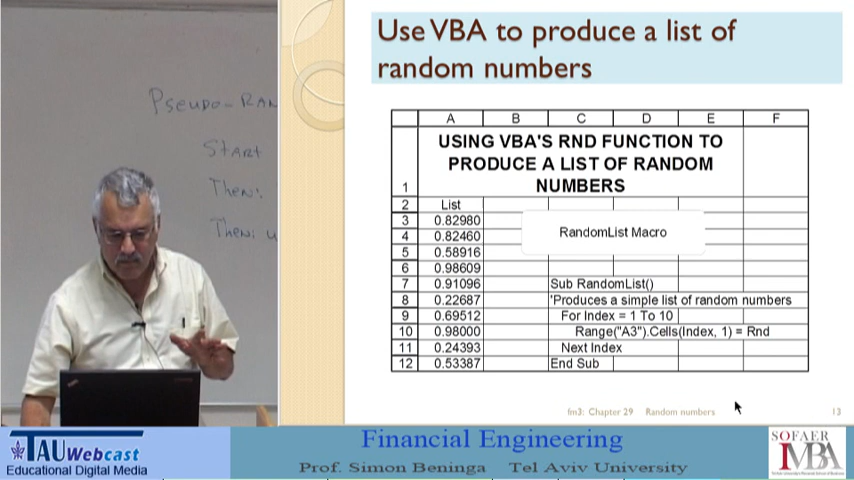 Pseudo-RAN
START
Then:
Then: u
Use VBA to produce a list of
random numbers
A B C D E F
1 USING VBA'S RND FUNCTION TO
PRODUCE A LIST OF RANDOM
NUMBERS
2 List
3 0.82980
4 0.82460 RandomList Macro
5 0.58916
6 0.98609
7 0.91096 Sub RandomList()
8 0.22687 'Produces a simple list of random numbers
9 0.69512 For Index = 1 To 10
10 0.98000 Range("A3").Cells(Index, 1) = Rnd
11 0.24393 Next Index
12 0.53387 End Sub
fm3: Chapter 29 Random numbers 13
TAU Webcast
Educational Digital Media
Financial Engineering
Prof. Simon Beninga Tel Aviv University
SOFAER
IMBA